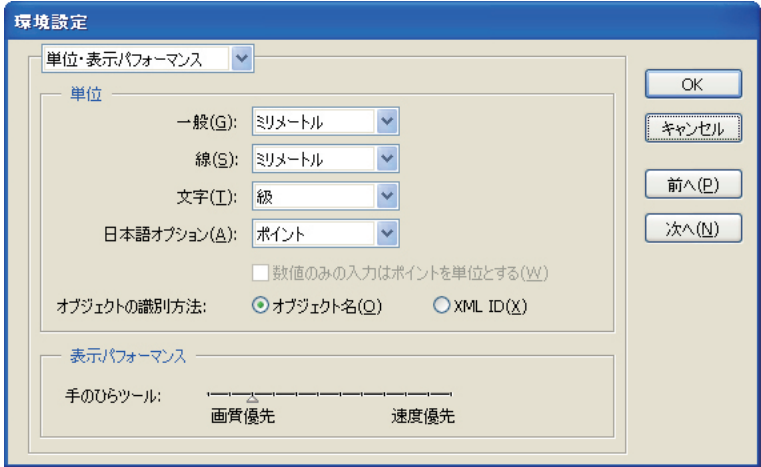 環境設定
単位・表示パフォーマンス
単位
一般(G): ミリメートル
線(S): ミリメートル
文字(T): 級
日本語オプション(A): ポイント
数値のみの入力はポイントを単位とする(W)
オブジェクトの識別方法: オブジェクト名(O) XML ID(X)
表示パフォーマンス
手のひらツール:
画質優先 速度優先
OK
キャンセル
前へ(P)
次へ(N)